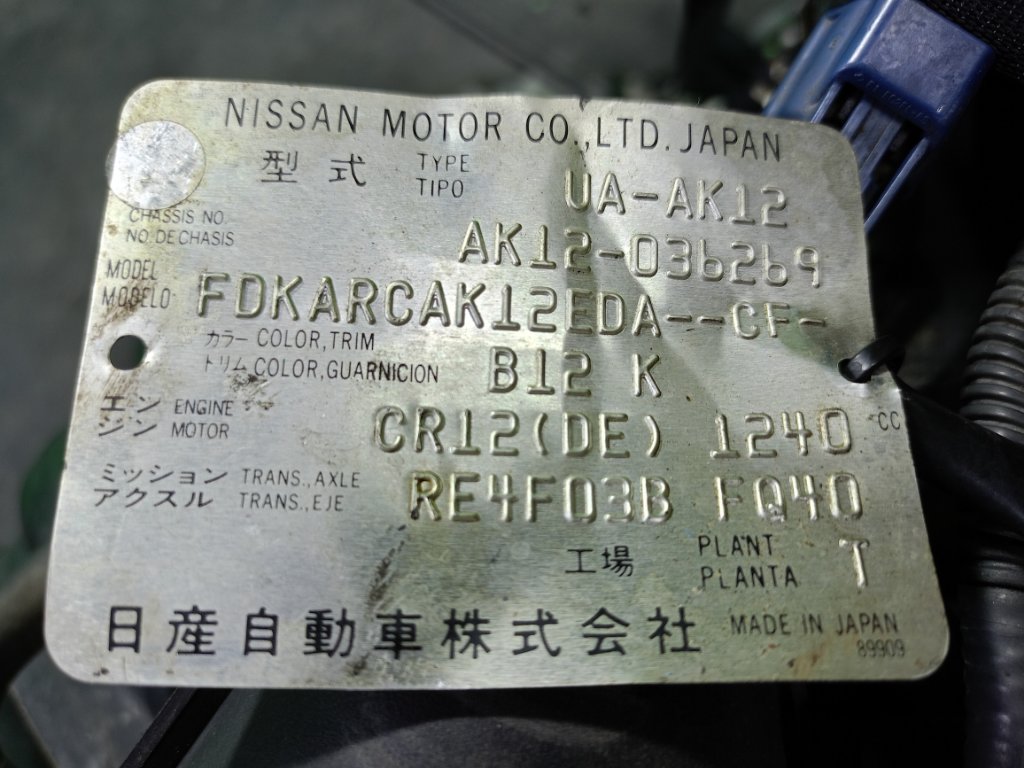 NISSAN MOTOR CO.,LTD. JAPAN
型式 TYPE UA-AK12
TIPO
CHASSIS NO. AK12-036269
NO. DE CHASIS
MODEL FDKARCAK12EDA--CF-
MODELO
カラー COLOR, TRIM B12 K
トリム COLOR, GUARNICION
エン ENGINE CR12(DE) 1240 CC
ジン MOTOR
ミッション TRANS., AXLE RE4F03B FQ40
アクスル TRANS., EJE
工場 PLANT T
PLANTA
日産自動車株式会社 MADE IN JAPAN
89909